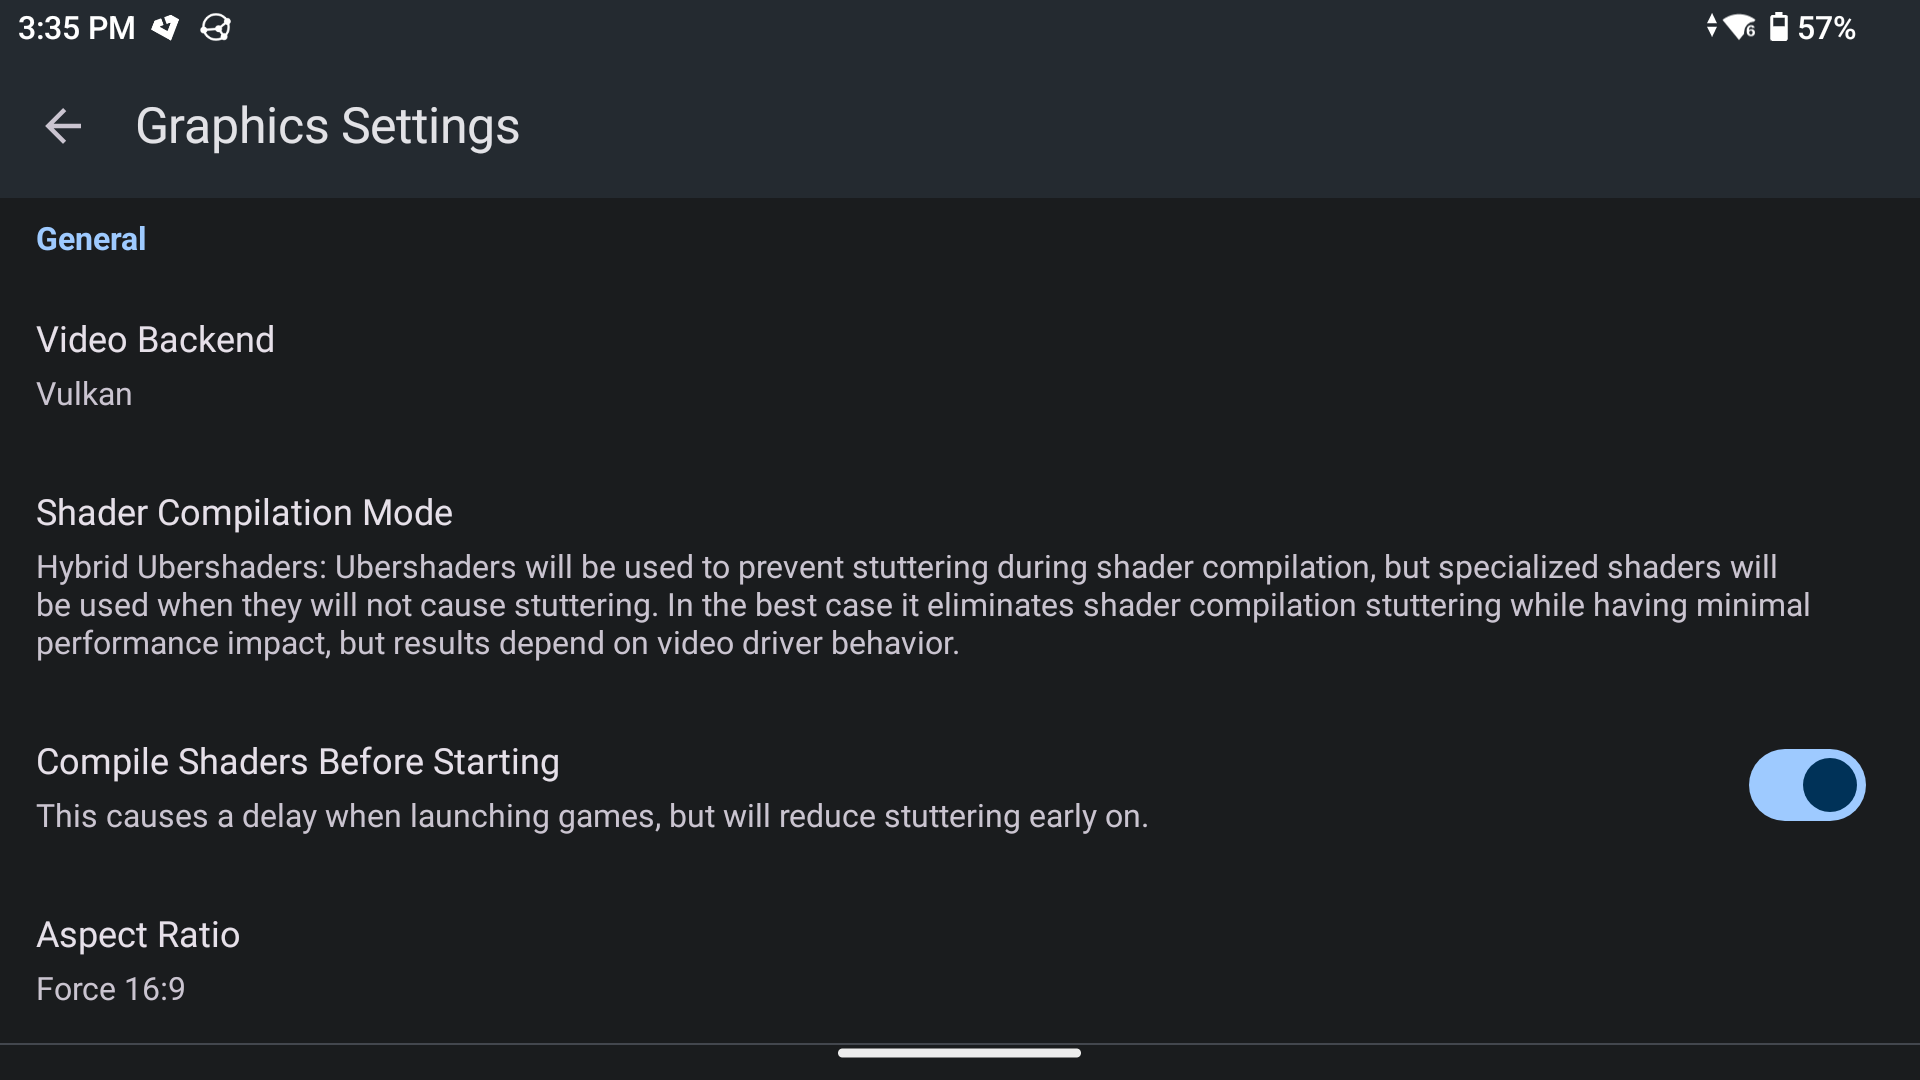 3:35 PM
6
57%
Graphics Settings
General
Video Backend
Vulkan
Shader Compilation Mode
Hybrid Ubershaders: Ubershaders will be used to prevent stuttering during shader compilation, but specialized shaders will
be used when they will not cause stuttering. In the best case it eliminates shader compilation stuttering while having minimal
performance impact, but results depend on video driver behavior.
Compile Shaders Before Starting
This causes a delay when launching games, but will reduce stuttering early on.
Aspect Ratio
Force 16:9